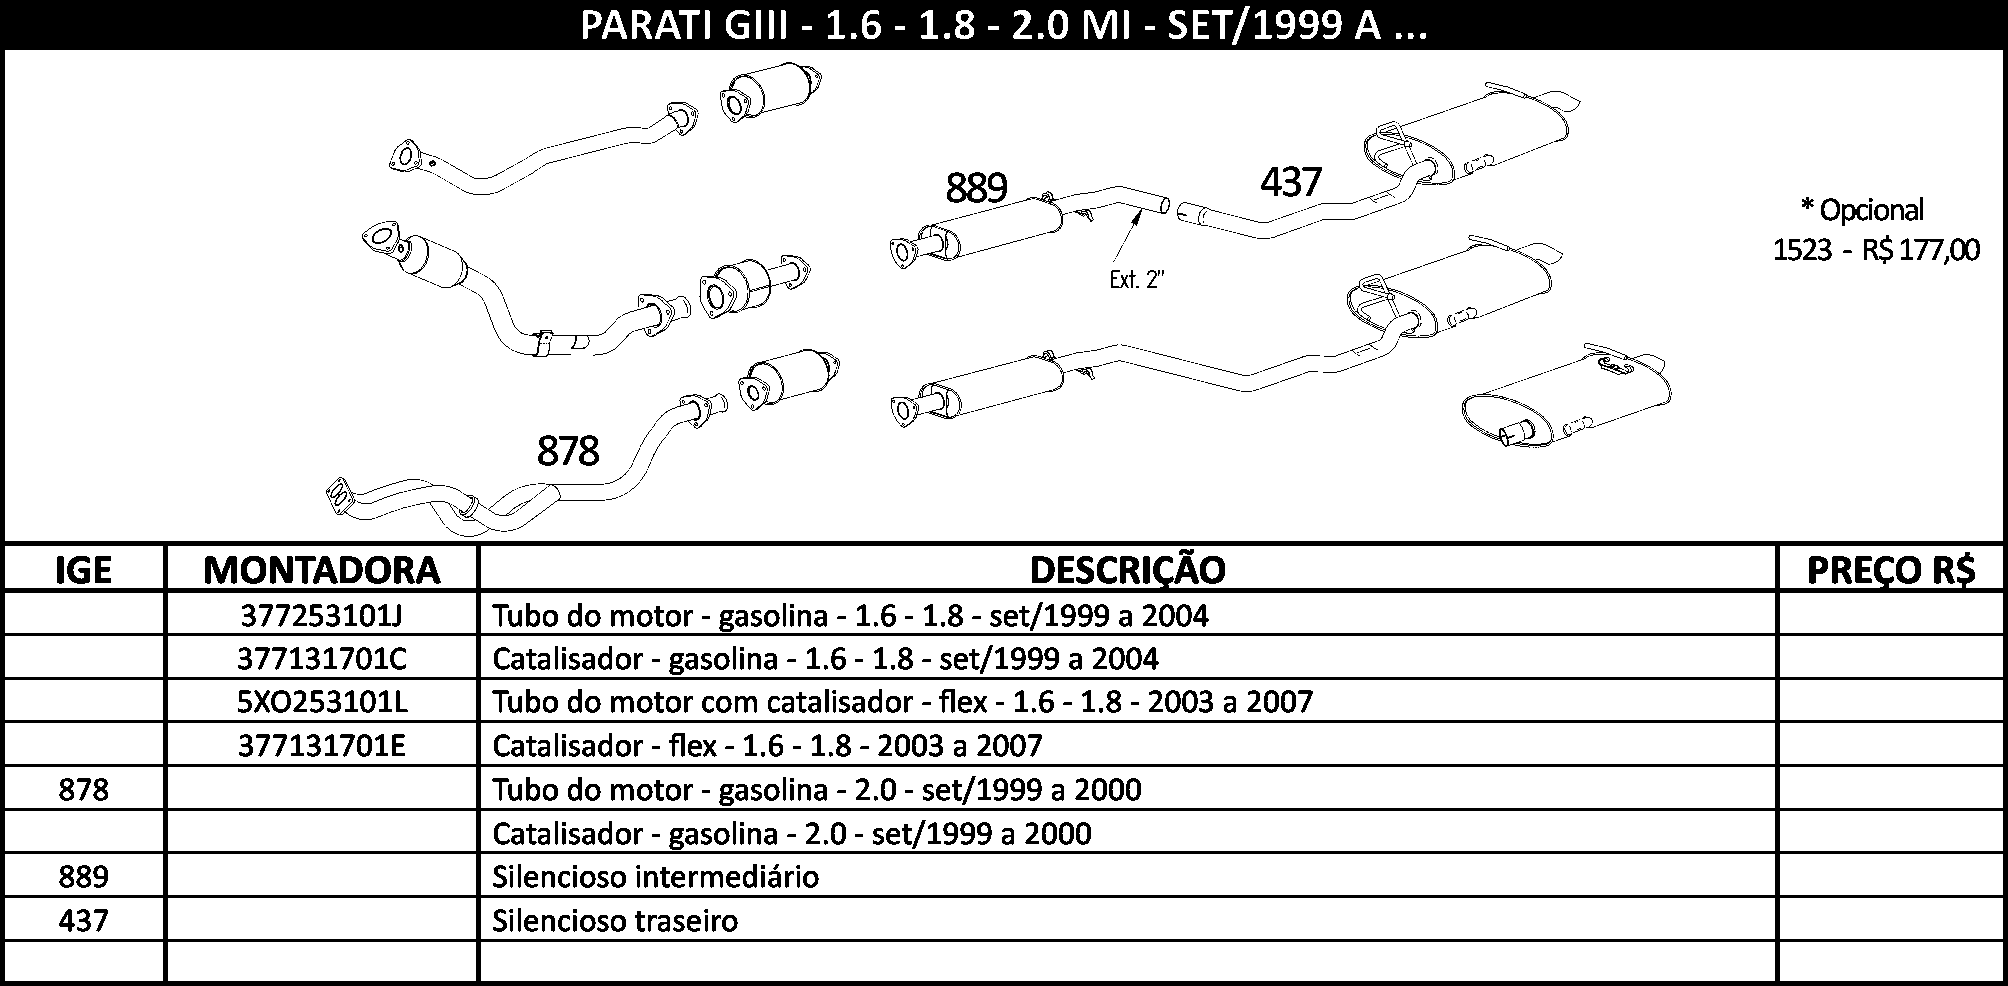 PARATI GIII - 1.6 - 1.8 - 2.0 MI - SET/1999 A ...
889
437
Ext. 2"
* Opcional
1523 - R$ 177,00
878
IGE MONTADORA DESCRIÇÃO PREÇO R$
377253101J Tubo do motor - gasolina - 1.6 - 1.8 - set/1999 a 2004
377131701C Catalisador - gasolina - 1.6 - 1.8 - set/1999 a 2004
5XO253101L Tubo do motor com catalisador - flex - 1.6 - 1.8 - 2003 a 2007
377131701E Catalisador - flex - 1.6 - 1.8 - 2003 a 2007
878 Tubo do motor - gasolina - 2.0 - set/1999 a 2000
Catalisador - gasolina - 2.0 - set/1999 a 2000
889 Silencioso intermediário
437 Silencioso traseiro